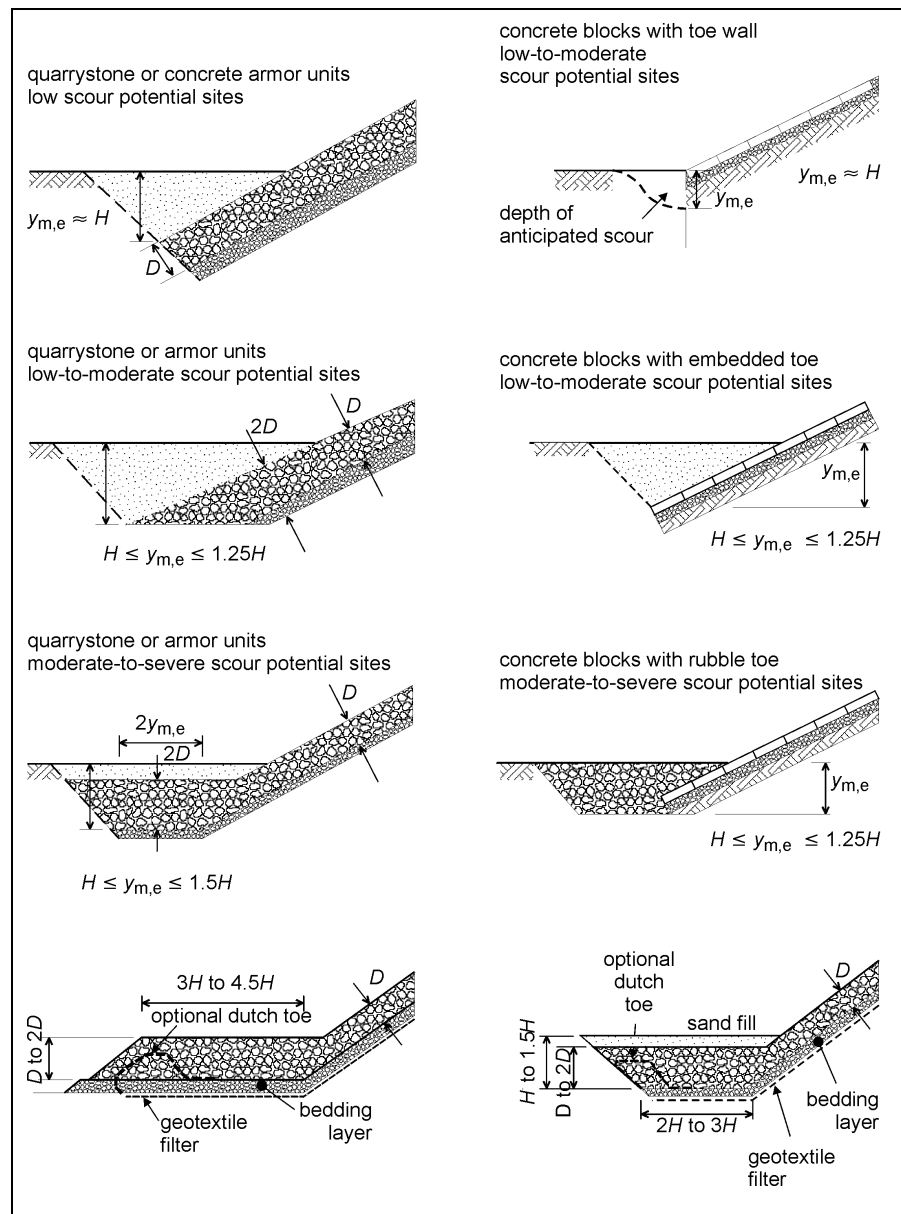 quarrystone or concrete armor units
low scour potential sites
y_m,e ≈ H
D
concrete blocks with toe wall
low-to-moderate
scour potential sites
y_m,e
y_m,e ≈ H
depth of
anticipated scour
quarrystone or armor units
low-to-moderate scour potential sites
2D
D
H ≤ y_m,e ≤ 1.25H
concrete blocks with embedded toe
low-to-moderate scour potential sites
y_m,e
H ≤ y_m,e ≤ 1.25H
quarrystone or armor units
moderate-to-severe scour potential sites
D
2y_m,e
2D
H ≤ y_m,e ≤ 1.5H
concrete blocks with rubble toe
moderate-to-severe scour potential sites
y_m,e
H ≤ y_m,e ≤ 1.25H
3H to 4.5H
D
optional dutch toe
D to 2D
geotextile
filter
bedding
layer
optional
dutch
toe
D
sand fill
H to 1.5H
D to 2D
2H to 3H
bedding
layer
geotextile
filter